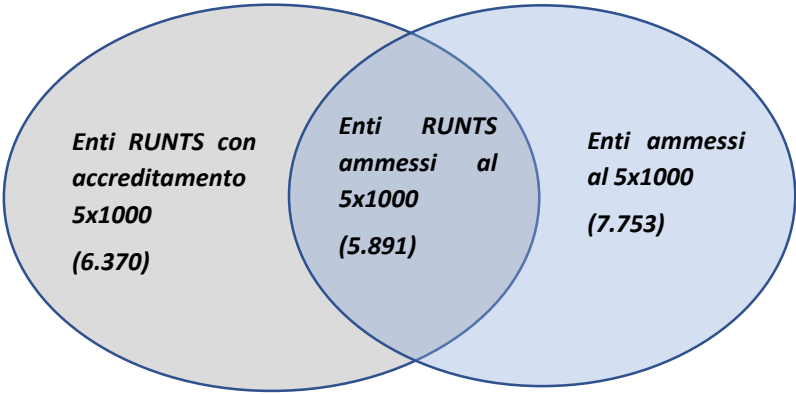 Enti RUNTS con
accreditamento
5x1000
(6.370)
Enti RUNTS
ammessi al
5x1000
(5.891)
Enti ammessi
al 5x1000
(7.753)